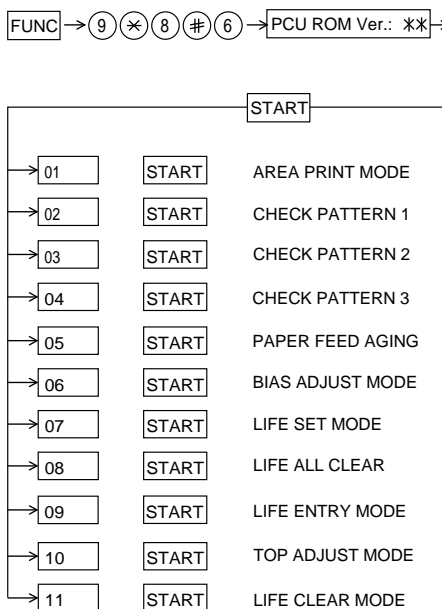 FUNC → 9 * 8 # 6 → PCU ROM Ver.: **
START
01 START AREA PRINT MODE
02 START CHECK PATTERN 1
03 START CHECK PATTERN 2
04 START CHECK PATTERN 3
05 START PAPER FEED AGING
06 START BIAS ADJUST MODE
07 START LIFE SET MODE
08 START LIFE ALL CLEAR
09 START LIFE ENTRY MODE
10 START TOP ADJUST MODE
11 START LIFE CLEAR MODE